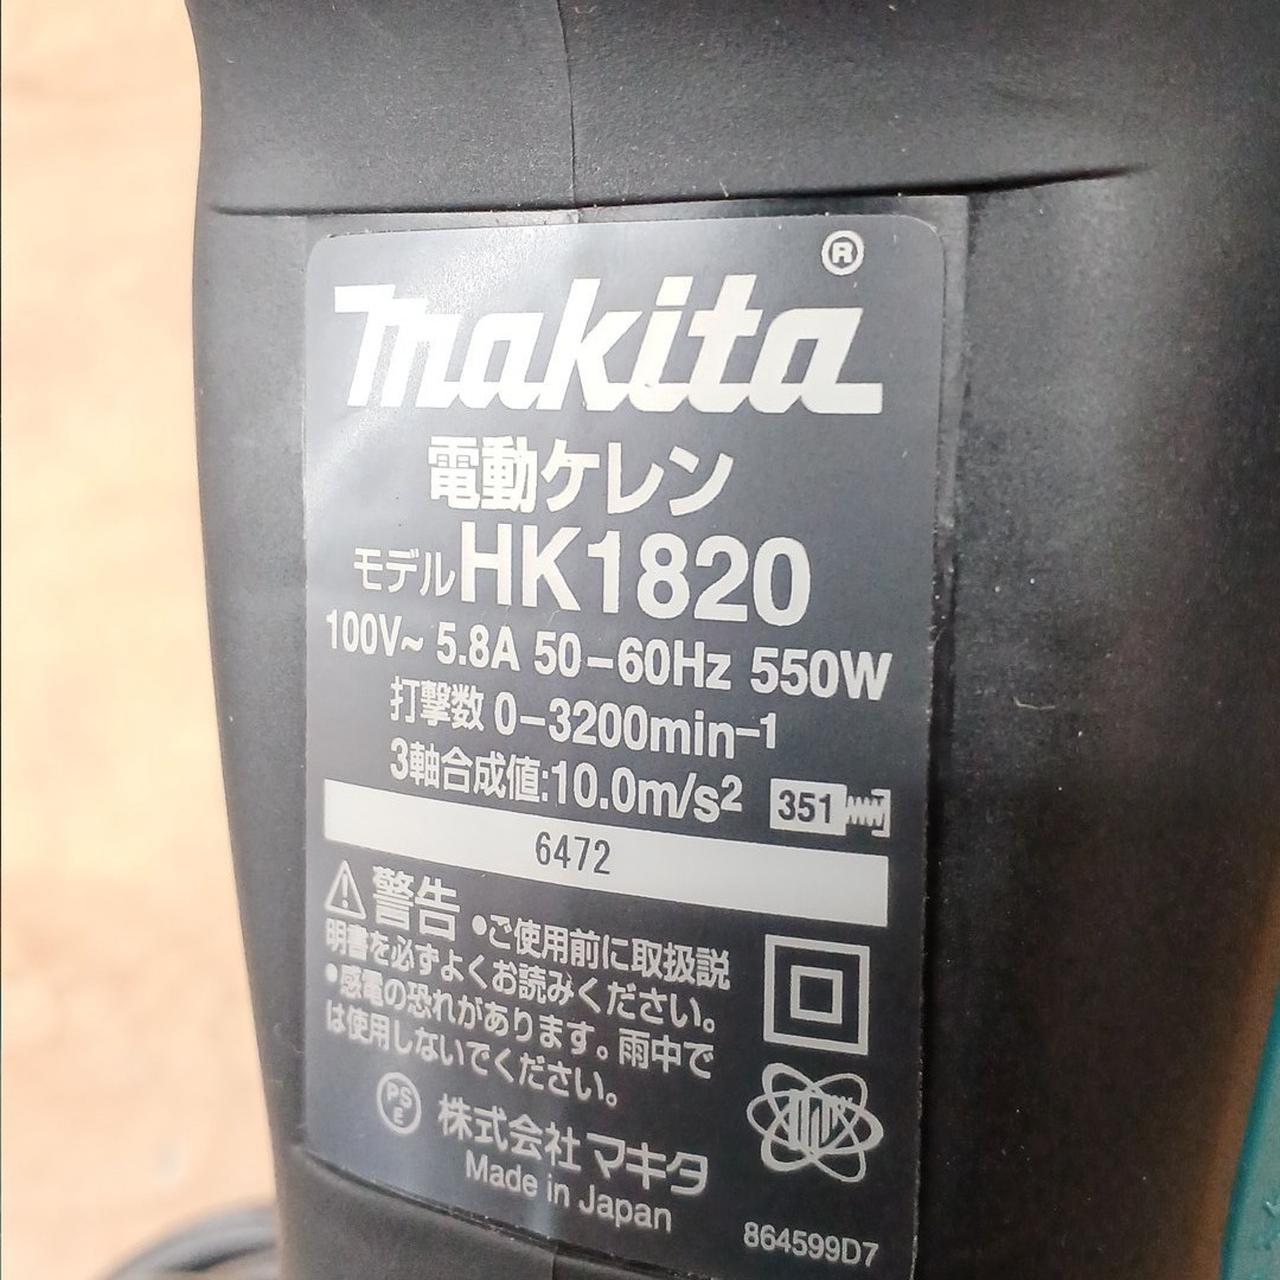 makita®
電動ケレン
モデルHK1820
100V~ 5.8A 50-60Hz 550W
打撃数 0-3200min-1
3軸合成値:10.0m/s2 351
6472
⚠警告 •ご使用前に取扱説
明書を必ずよくお読みください。
•感電の恐れがあります。雨中で
は使用しないでください。
PSE 株式会社マキタ
Made in Japan
864599D7